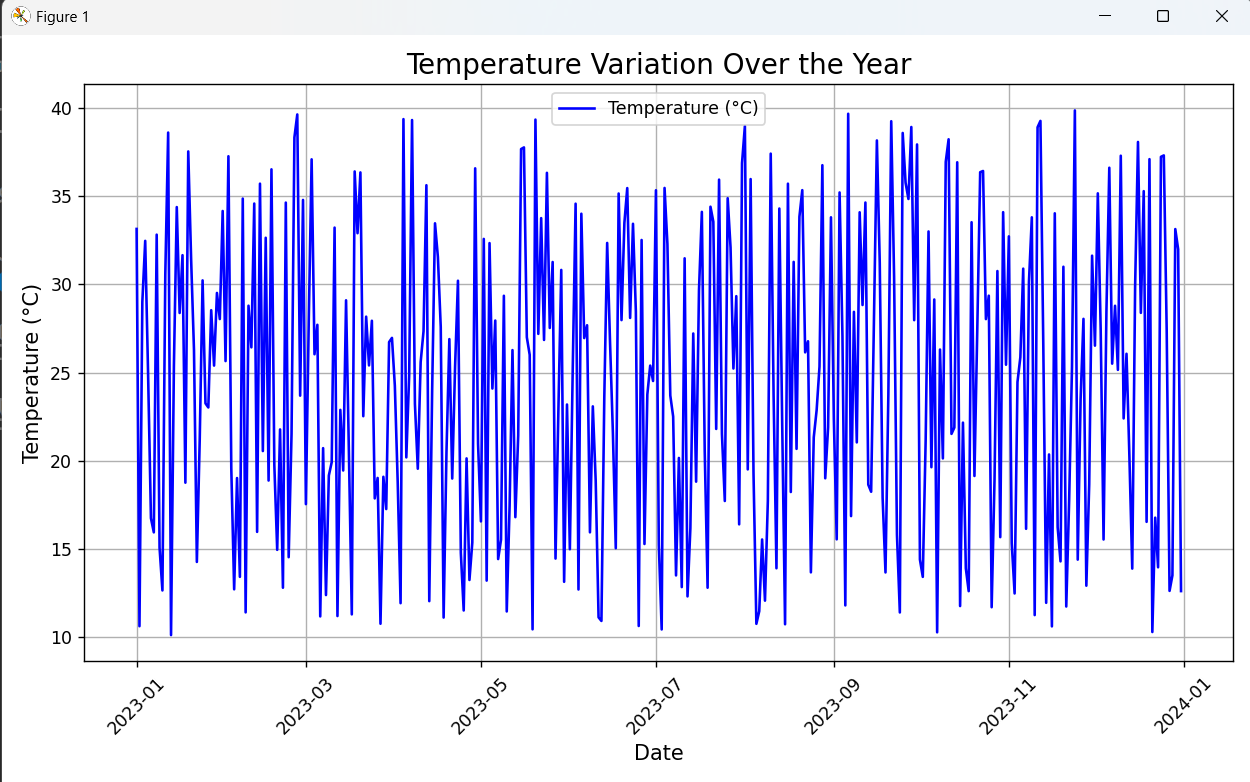 Figure 1
Temperature Variation Over the Year
Temperature (°C)
40
35
30
25
20
15
10
Temperature (°C)
2023-01
2023-03
2023-05
2023-07
2023-09
2023-11
2024-01
Date